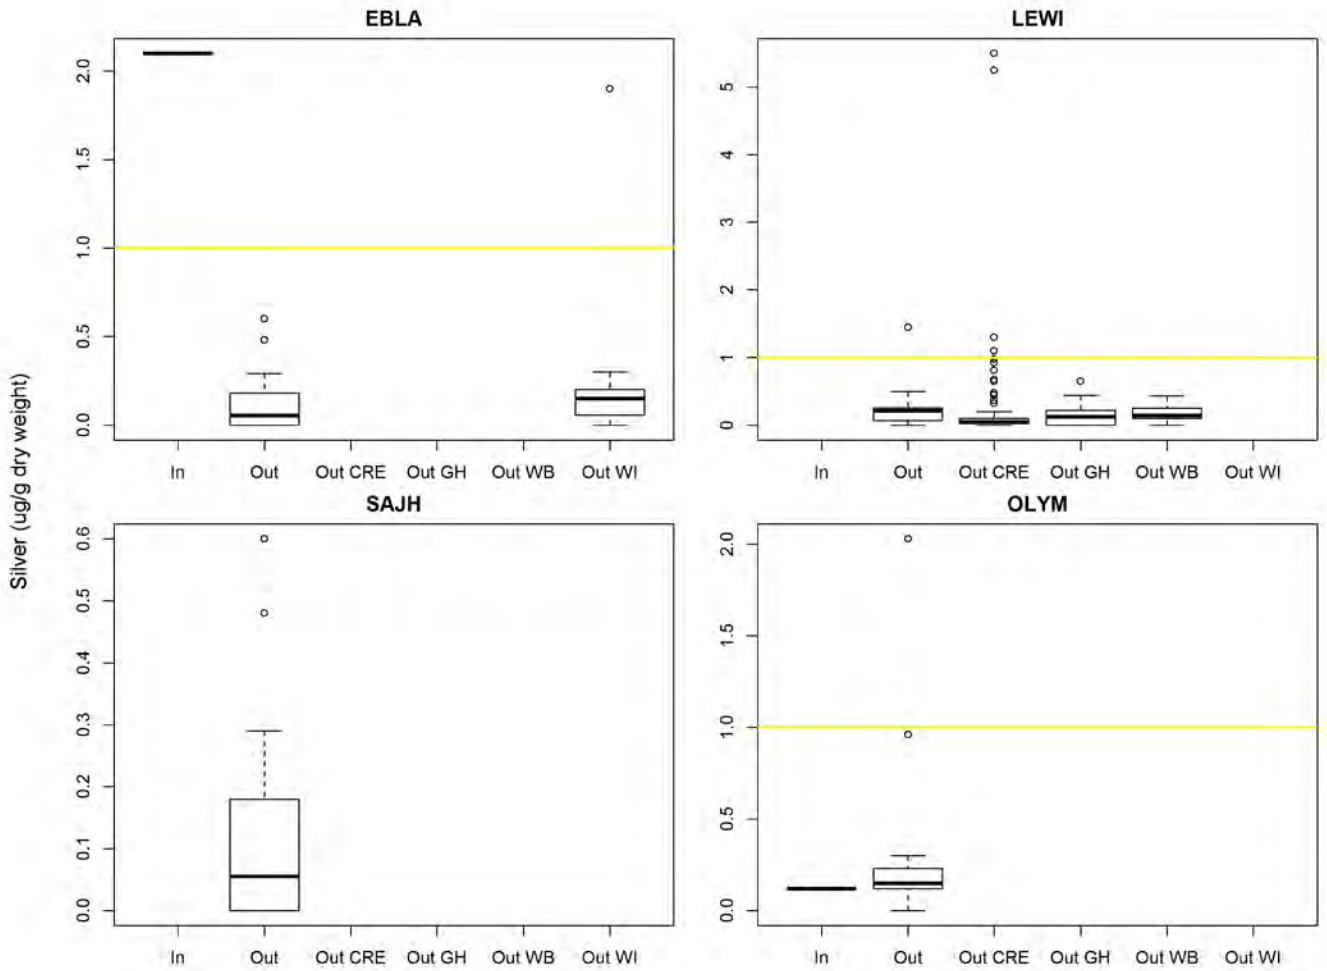 EBLA
2.0
1.5
1.0
0.5
0.0
In Out Out CRE Out GH Out WB Out WI
LEWI
5
4
3
2
1
0
In Out Out CRE Out GH Out WB Out WI
Silver (ug/g dry weight)
SAJH
0.6
0.5
0.4
0.3
0.2
0.1
0.0
In Out Out CRE Out GH Out WB Out WI
OLYM
2.0
1.5
1.0
0.5
0.0
In Out Out CRE Out GH Out WB Out WI